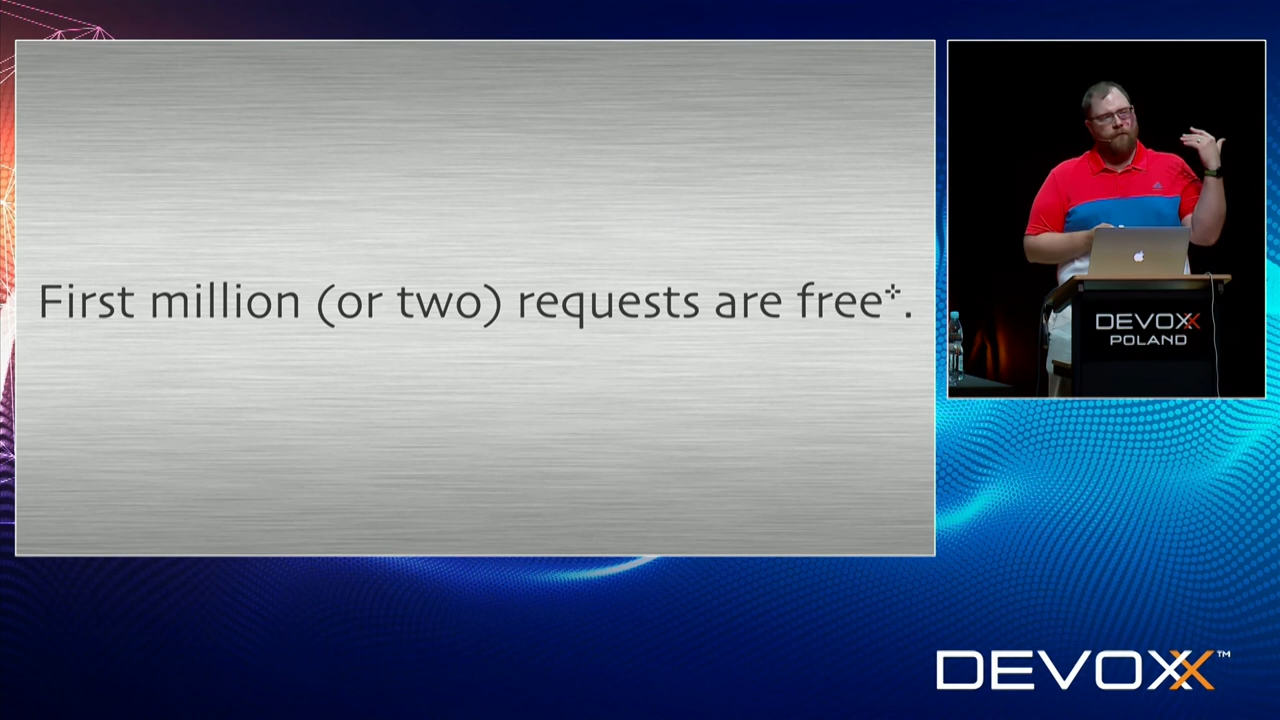 First million (or two) requests are free*.
DEVOXX
POLAND
DEVOXX™